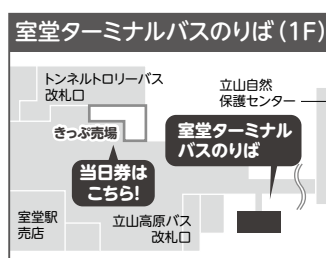 室堂ターミナルバスのりば(1F)
トンネルトロリーバス
改札口
立山自然
保護センター
きっぷ売場
室堂ターミナル
バスのりば
当日券は
こちら!
室堂駅
売店
立山高原バス
改札口